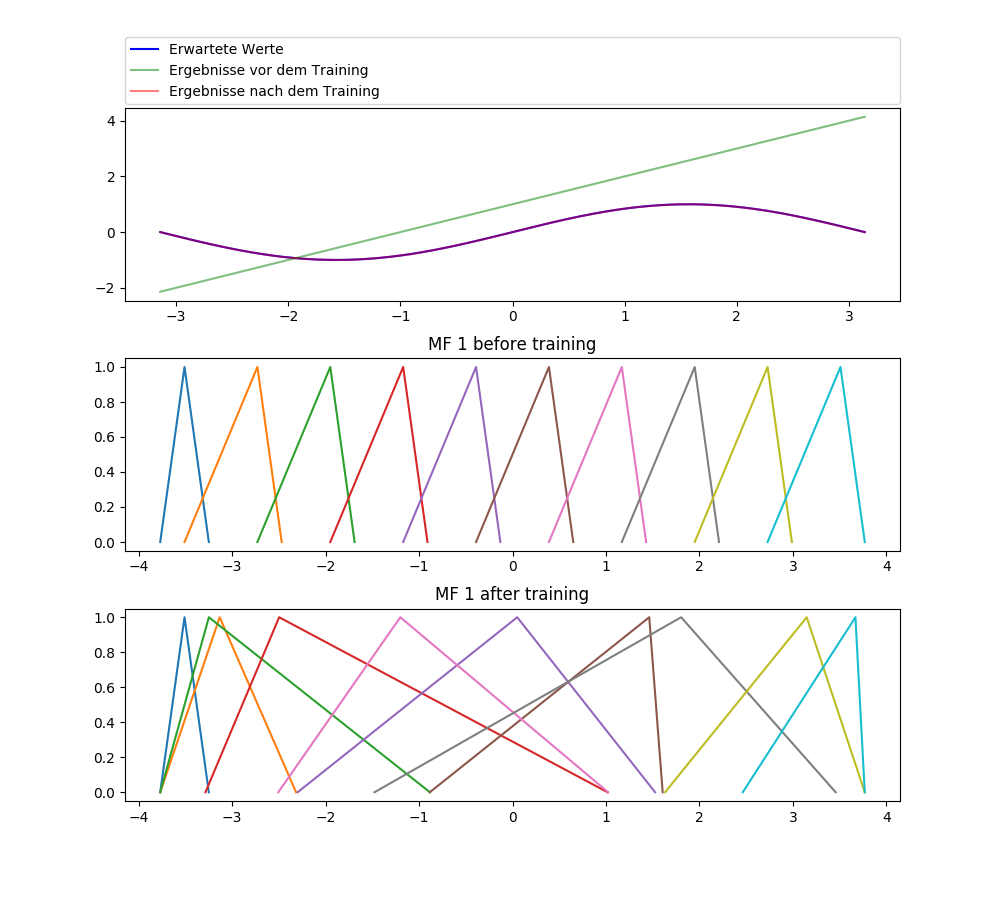 Erwartete Werte
Ergebnisse vor dem Training
Ergebnisse nach dem Training
4
2
0
−2
−3 −2 −1 0 1 2 3
MF 1 before training
1.0
0.8
0.6
0.4
0.2
0.0
−4 −3 −2 −1 0 1 2 3 4
MF 1 after training
1.0
0.8
0.6
0.4
0.2
0.0
−4 −3 −2 −1 0 1 2 3 4